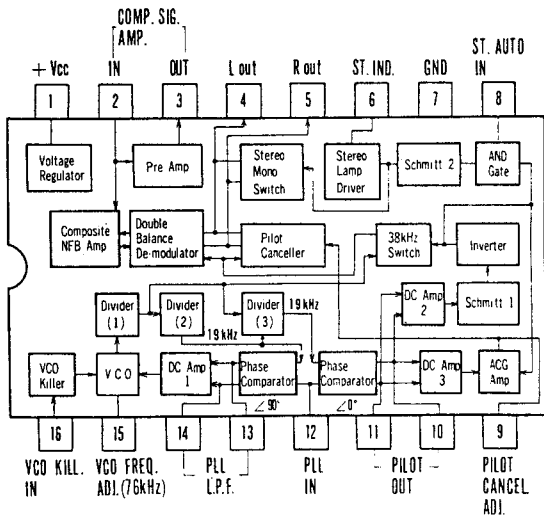 COMP. SIG.
AMP.
+ Vcc IN OUT L out R out ST. IND. GND ST. AUTO IN
1 2 3 4 5 6 7 8
Voltage Regulator
Pre Amp
Stereo Mono Switch
Stereo Lamp Driver
Schmitt 2
AND Gate
Composite NFB Amp
Double Balance De-modulator
Pilot Canceller
38kHz Switch
Inverter
Divider (1)
Divider (2)
Divider (3)
19kHz
19kHz
DC Amp 2
Schmitt 1
VCO Killer
VCO
DC Amp 1
Phase Comparator
Phase Comparator
DC Amp 3
ACG Amp
∠90°
∠0°
16 15 14 13 12 11 10 9
VCO KILL. IN
VCO FREQ. ADJ.(76kHz)
PLL L.P.F.
PLL IN
PILOT OUT
PILOT CANCEL ADJ.